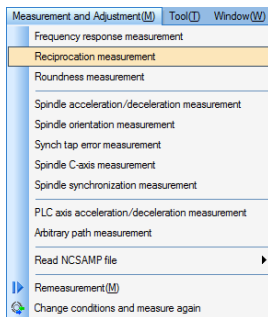 Measurement and Adjustment(M) Tool(T) Window(W)
Frequency response measurement
Reciprocation measurement
Roundness measurement
Spindle acceleration/deceleration measurement
Spindle orientation measurement
Synch tap error measurement
Spindle C-axis measurement
Spindle synchronization measurement
PLC axis acceleration/deceleration measurement
Arbitrary path measurement
Read NCSAMP file
Remeasurement(M)
Change conditions and measure again